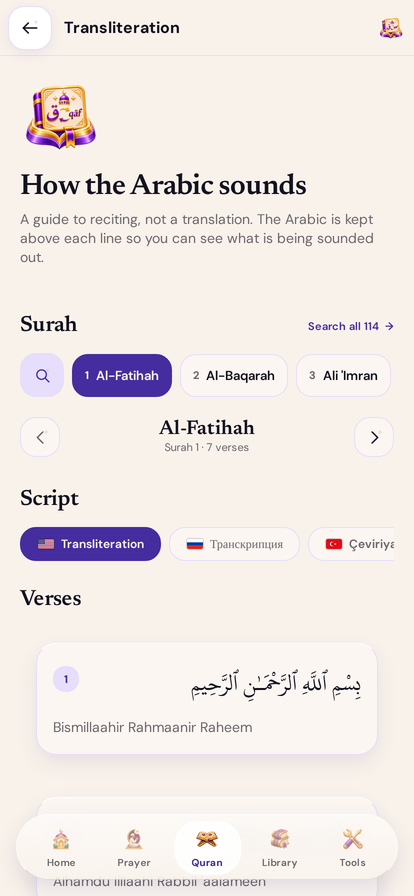 Transliteration
ق qāf
How the Arabic sounds
A guide to reciting, not a translation. The Arabic is kept
above each line so you can see what is being sounded
out.
Surah
Search all 114 →
1 Al-Fatihah
2 Al-Baqarah
3 Ali 'Imran
Al-Fatihah
Surah 1 · 7 verses
Script
Transliteration
Транскрипция
Çeviriya
Verses
1
بِسْمِ ٱللَّهِ ٱلرَّحْمَـٰنِ ٱلرَّحِيمِ
Bismillaahir Rahmaanir Raheem
Home
Prayer
Quran
Library
Tools